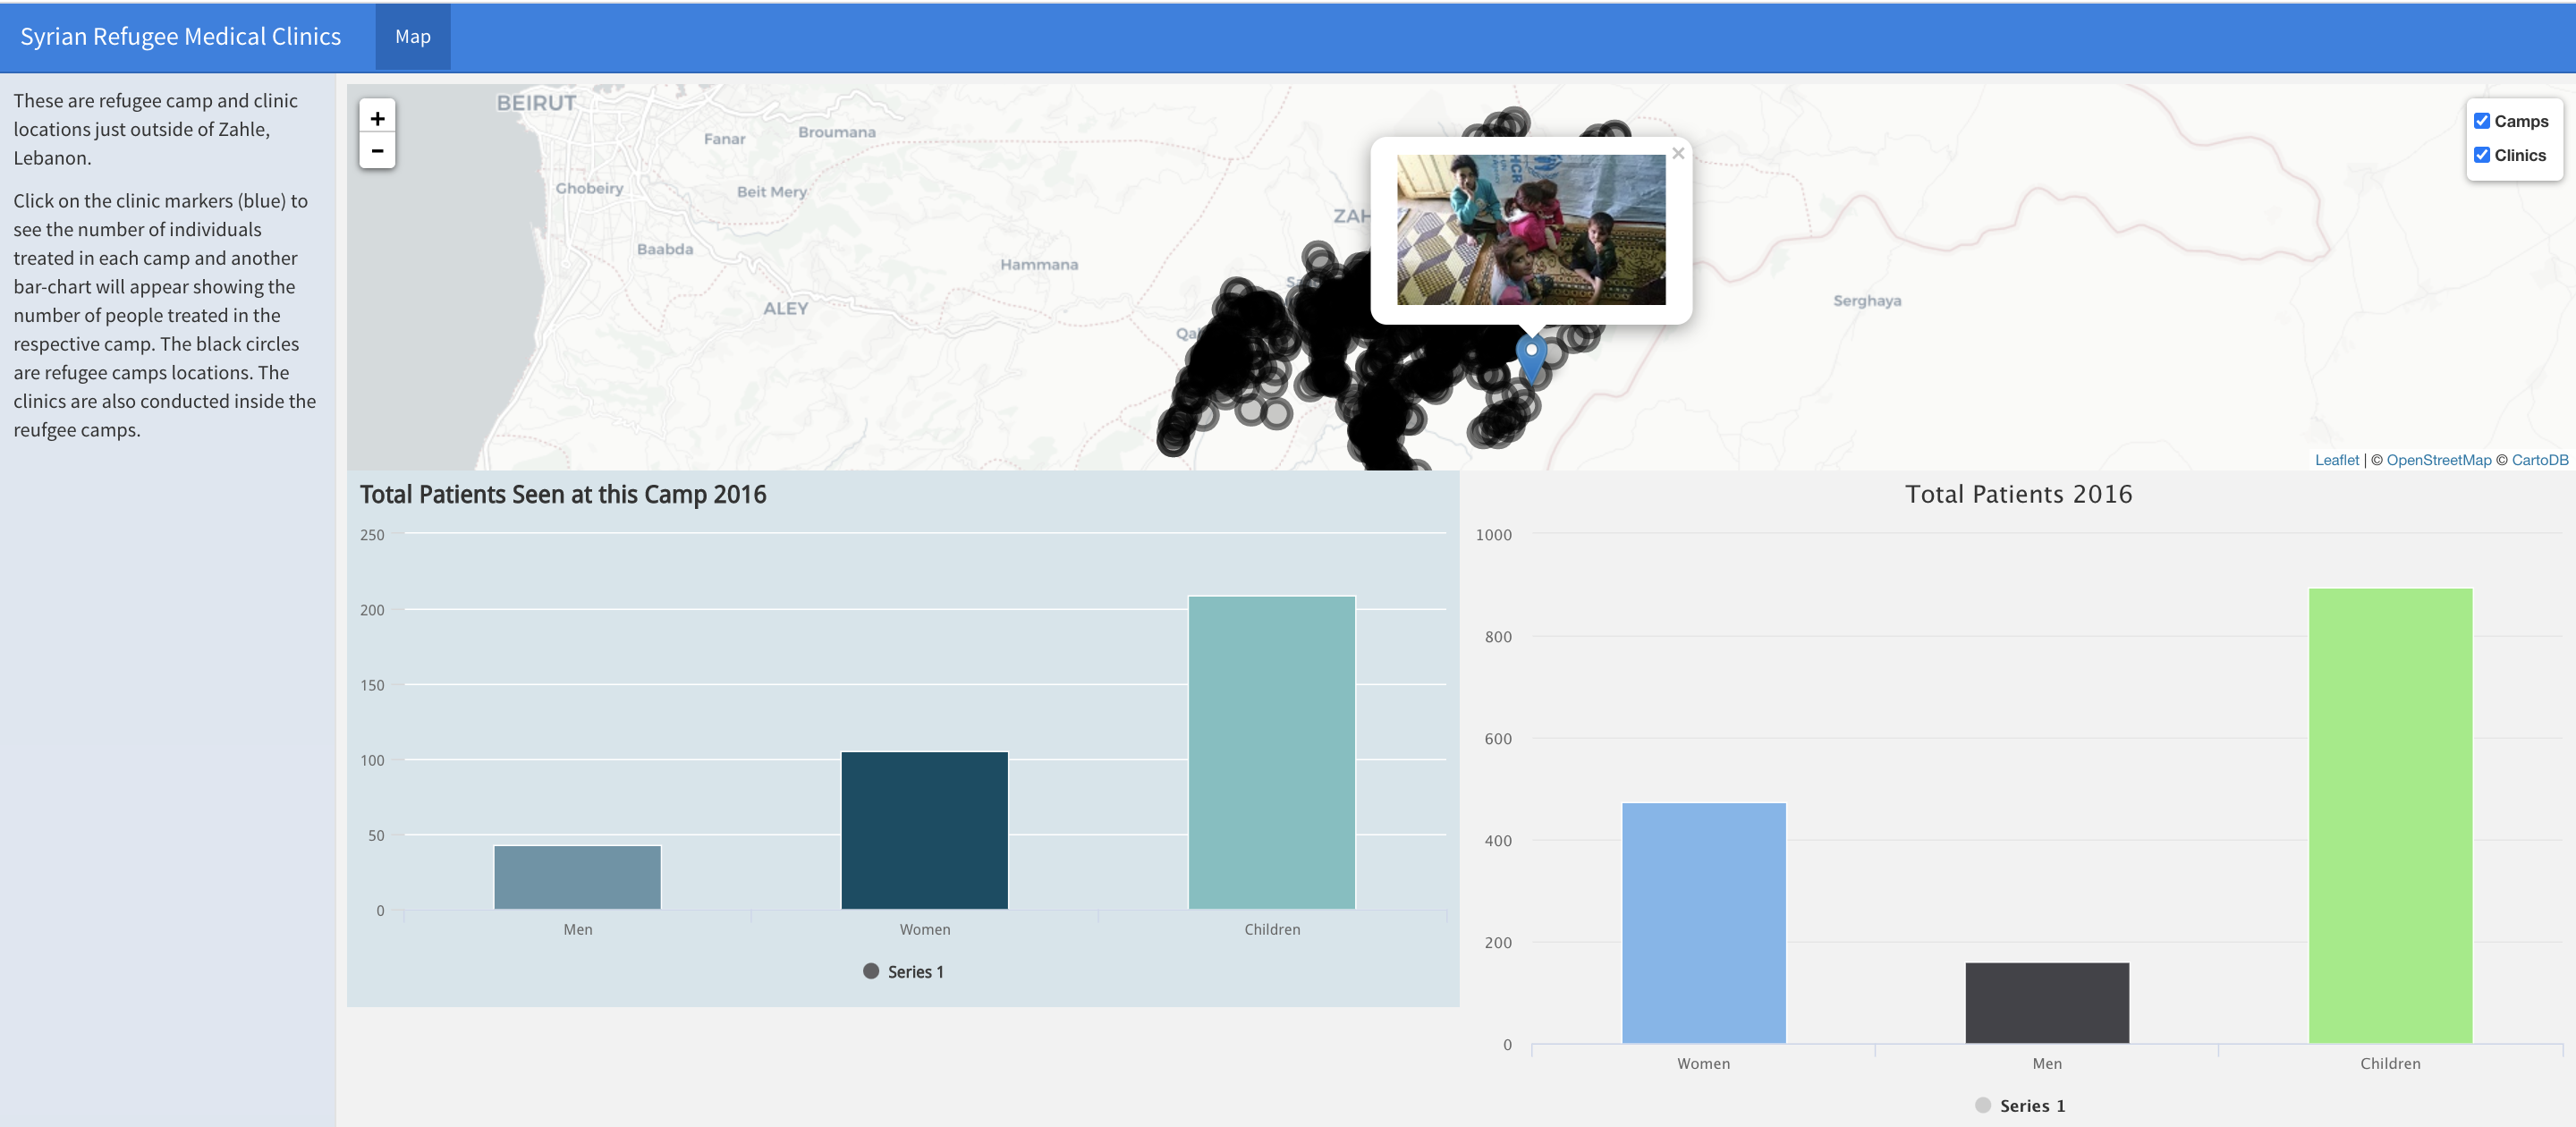 Syrian Refugee Medical Clinics
Map
These are refugee camp and clinic
locations just outside of Zahle,
Lebanon.
Click on the clinic markers (blue) to
see the number of individuals
treated in each camp and another
bar-chart will appear showing the
number of people treated in the
respective camp. The black circles
are refugee camps locations. The
clinics are also conducted inside the
reufgee camps.
+
−
BEIRUT
Fanar
Broumana
Ghobeiry
Beit Mery
Baabda
Hammana
ALEY
ZAH
Qa
Serghaya
HCR
×
Camps
Clinics
Leaflet | © OpenStreetMap © CartoDB
Total Patients Seen at this Camp 2016
250
200
150
100
50
0
Men
Women
Children
Series 1
Total Patients 2016
1000
800
600
400
200
0
Women
Men
Children
Series 1